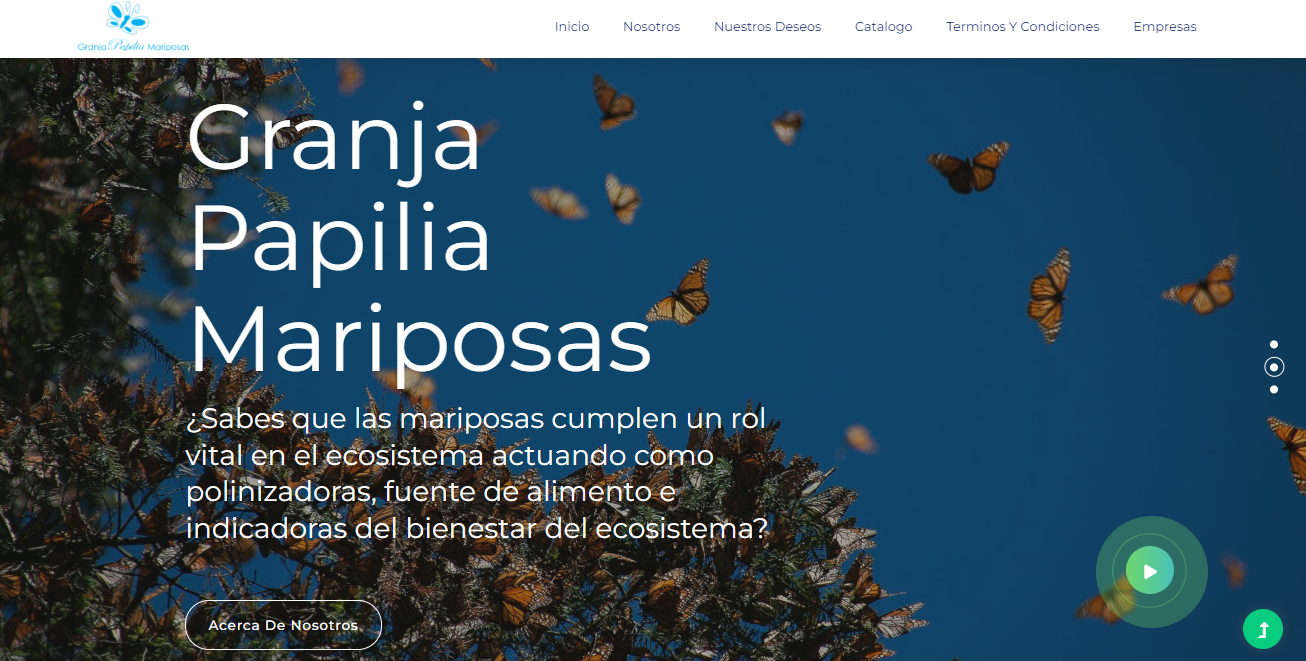 Granja Papilia Mariposas
Inicio
Nosotros
Nuestros Deseos
Catalogo
Terminos Y Condiciones
Empresas
Granja
Papilia
Mariposas
¿Sabes que las mariposas cumplen un rol
vital en el ecosistema actuando como
polinizadoras, fuente de alimento e
indicadoras del bienestar del ecosistema?
Acerca De Nosotros